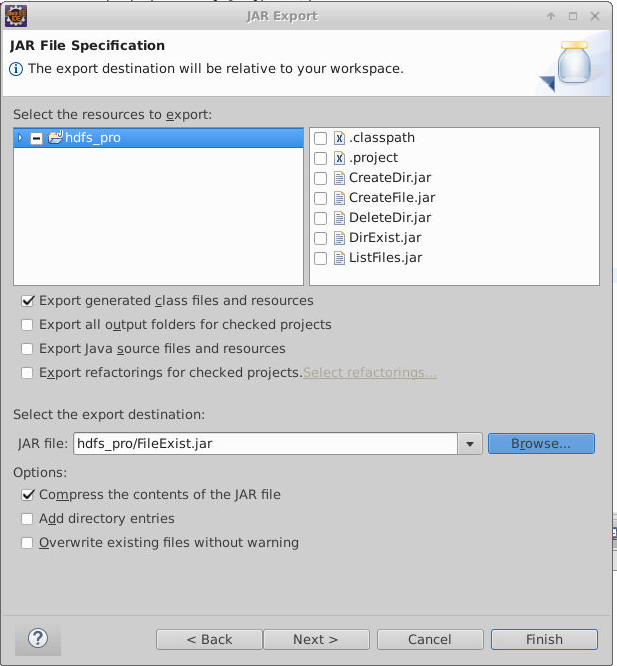 JAR Export
JAR File Specification
The export destination will be relative to your workspace.
Select the resources to export:
hdfs_pro
.classpath
.project
CreateDir.jar
CreateFile.jar
DeleteDir.jar
DirExist.jar
ListFiles.jar
Export generated class files and resources
Export all output folders for checked projects
Export Java source files and resources
Export refactorings for checked projects. Select refactorings...
Select the export destination:
JAR file: hdfs_pro/FileExist.jar Browse...
Options:
Compress the contents of the JAR file
Add directory entries
Overwrite existing files without warning
? < Back Next > Cancel Finish